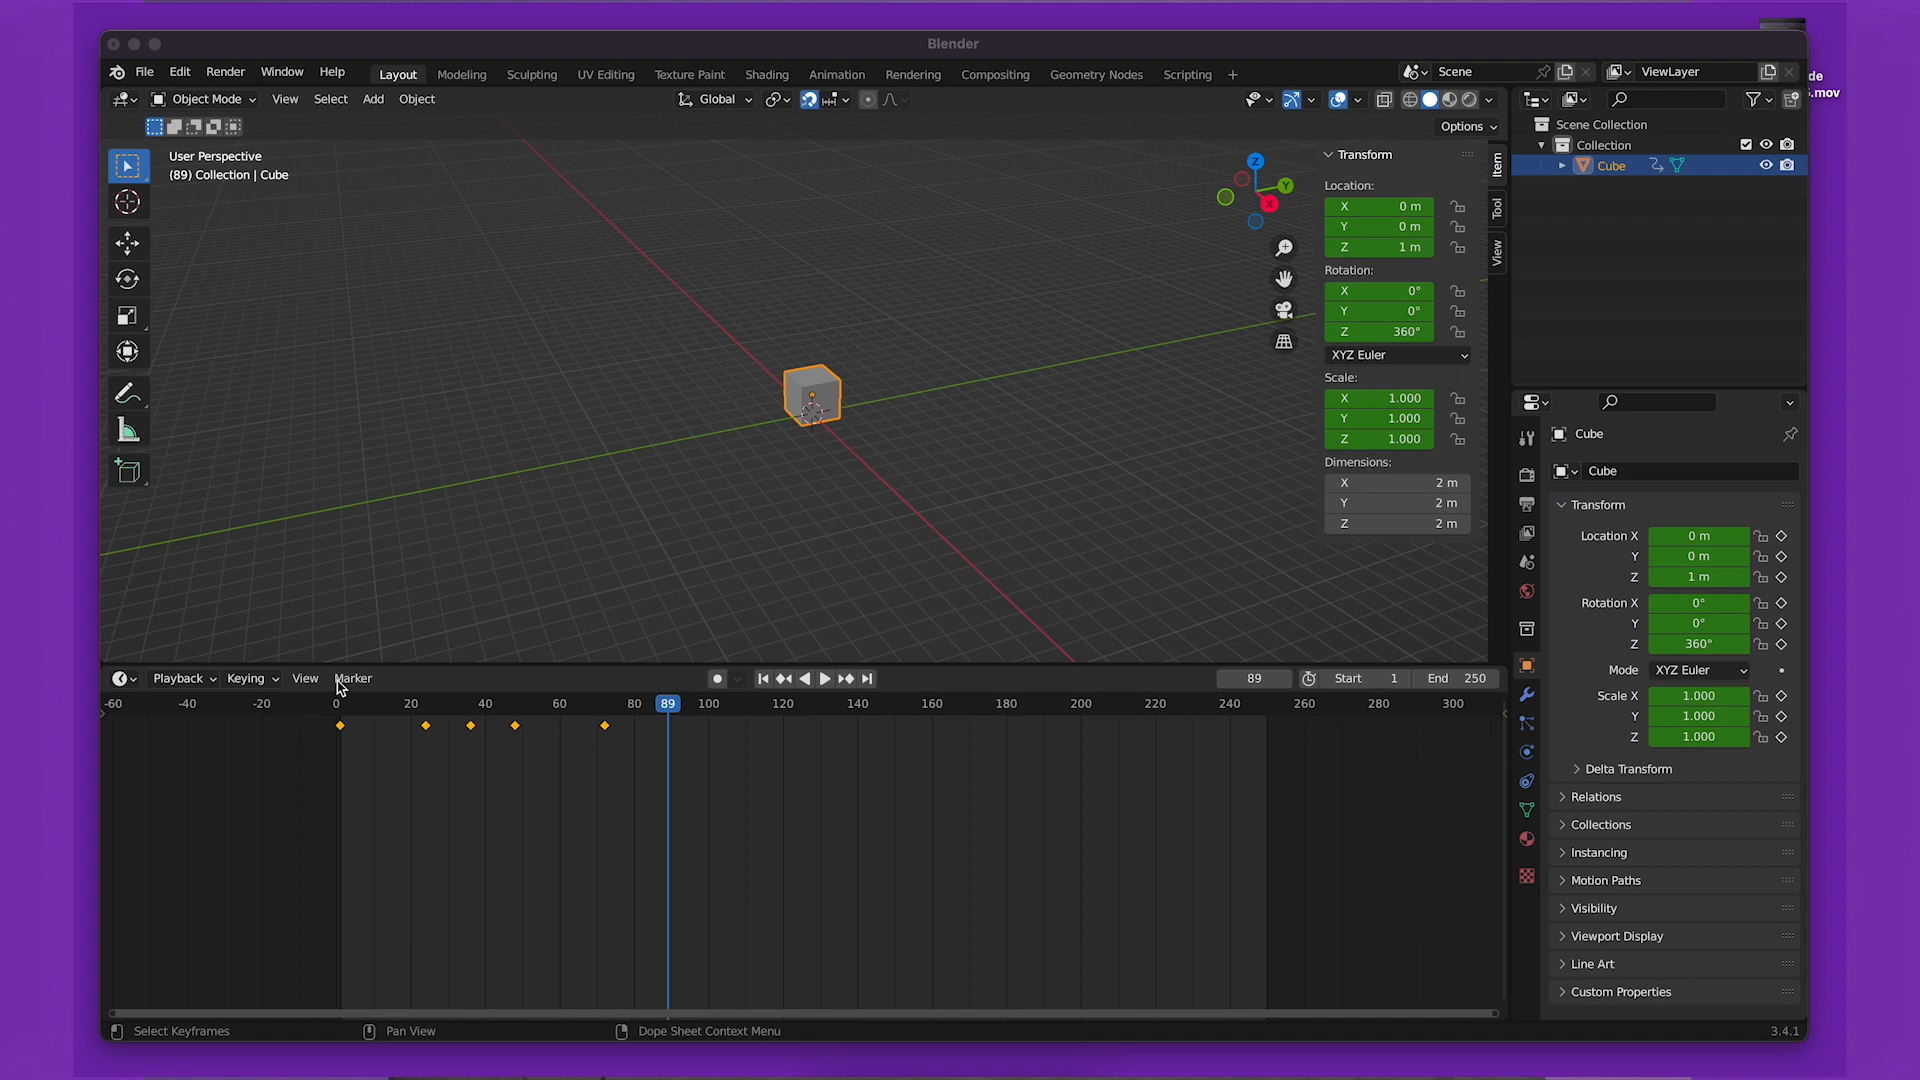 Blender
File Edit Render Window Help Layout Modeling Sculpting UV Editing Texture Paint Shading Animation Rendering Compositing Geometry Nodes Scripting + Scene ViewLayer
de
.mov
Object Mode View Select Add Object Global
Options
User Perspective
(89) Collection | Cube
Z
Y
X
Transform
Location:
X 0 m
Y 0 m
Z 1 m
Rotation:
X 0°
Y 0°
Z 360°
XYZ Euler
Scale:
X 1.000
Y 1.000
Z 1.000
Dimensions:
X 2 m
Y 2 m
Z 2 m
Item
Tool
View
Scene Collection
Collection
Cube
Cube
Cube
Transform
Location X 0 m
Y 0 m
Z 1 m
Rotation X 0°
Y 0°
Z 360°
Mode XYZ Euler
Scale X 1.000
Y 1.000
Z 1.000
Delta Transform
Relations
Collections
Instancing
Motion Paths
Visibility
Viewport Display
Line Art
Custom Properties
Playback Keying View Marker 89 Start 1 End 250
-60 -40 -20 0 20 40 60 80 89 100 120 140 160 180 200 220 240 260 280 300
Select Keyframes Pan View Dope Sheet Context Menu 3.4.1